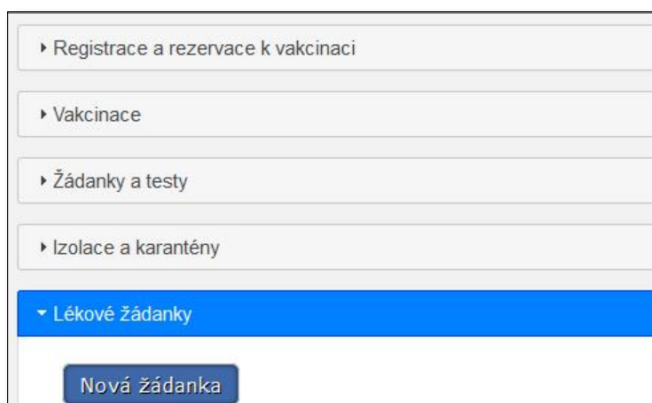 Registrace a rezervace k vakcinaci
Vakcinace
Žádanky a testy
Izolace a karantény
Lékové žádanky
Nová žádanka